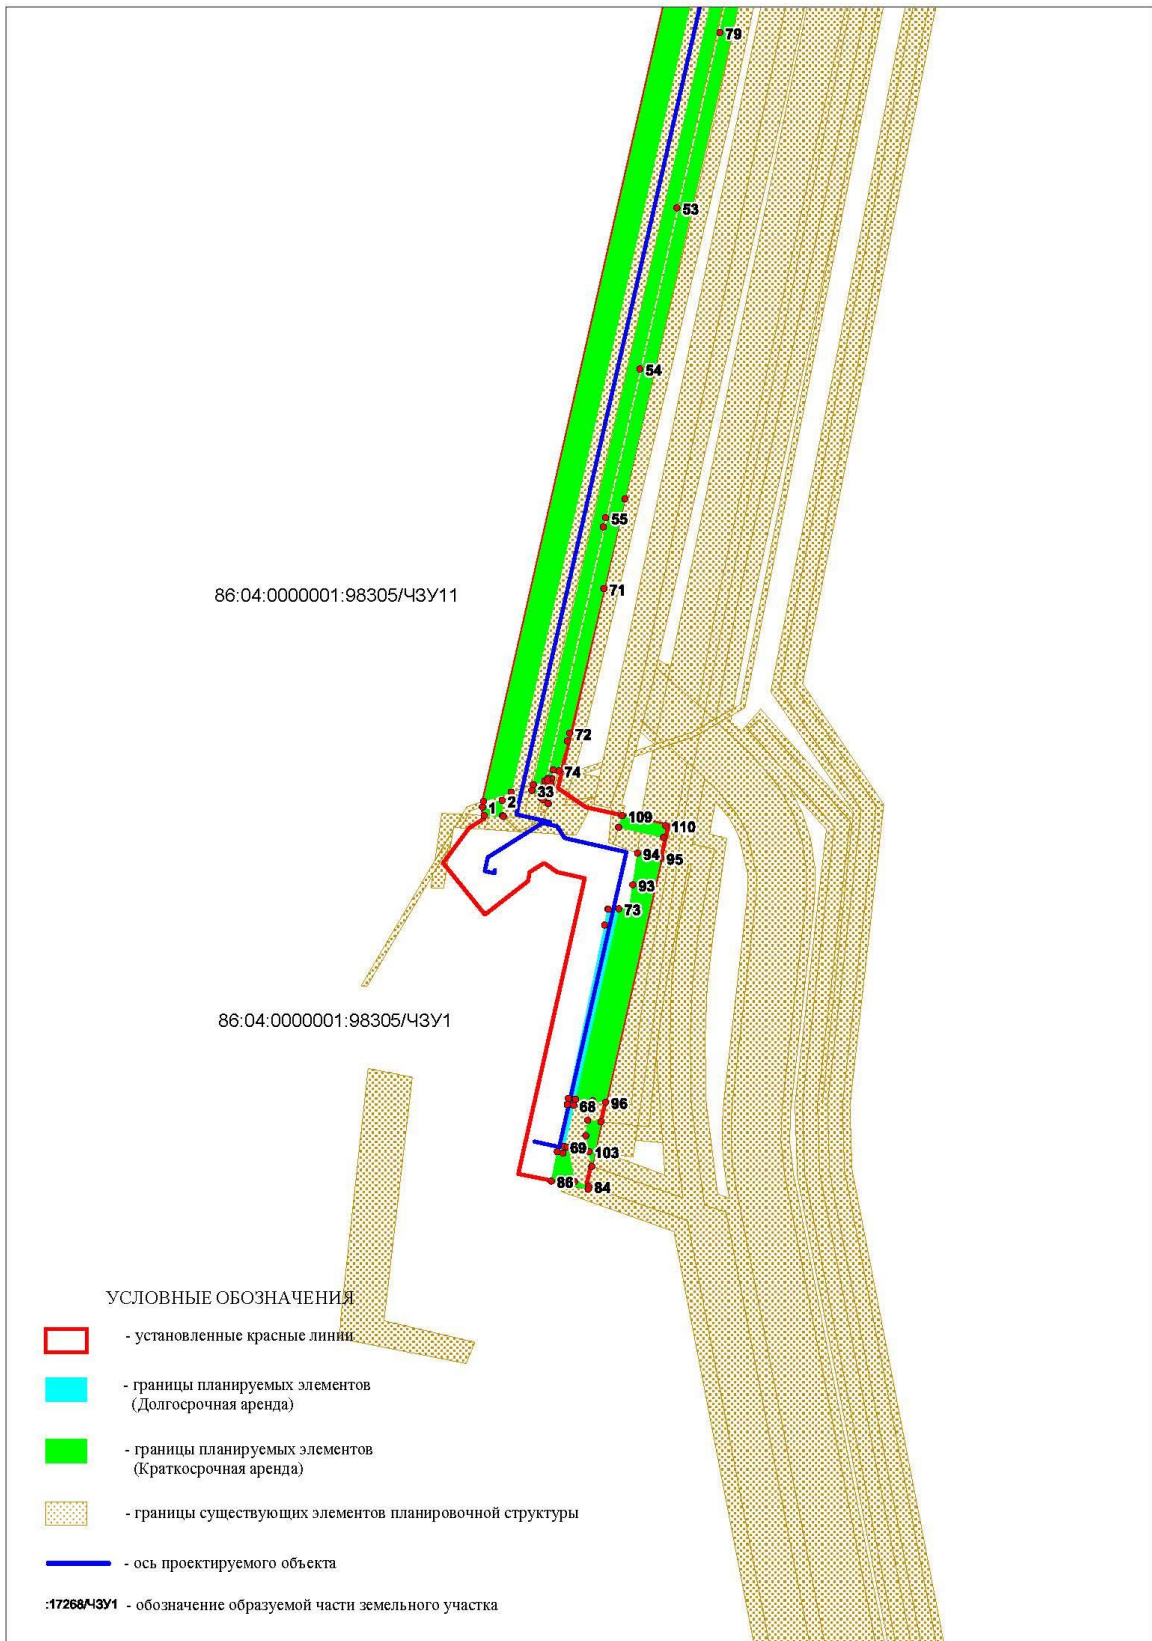 79
53
54
55
71
86:04:0000001:98305/ЧЗУ11
72
74
33
2
1
109
110
94
95
93
73
86:04:0000001:98305/ЧЗУ1
68
96
69
103
86
84
УСЛОВНЫЕ ОБОЗНАЧЕНИЯ
- установленные красные линии
- границы планируемых элементов
(Долгосрочная аренда)
- границы планируемых элементов
(Краткосрочная аренда)
- границы существующих элементов планировочной структуры
- ось проектируемого объекта
:17268/ЧЗУ1 - обозначение образуемой части земельного участка